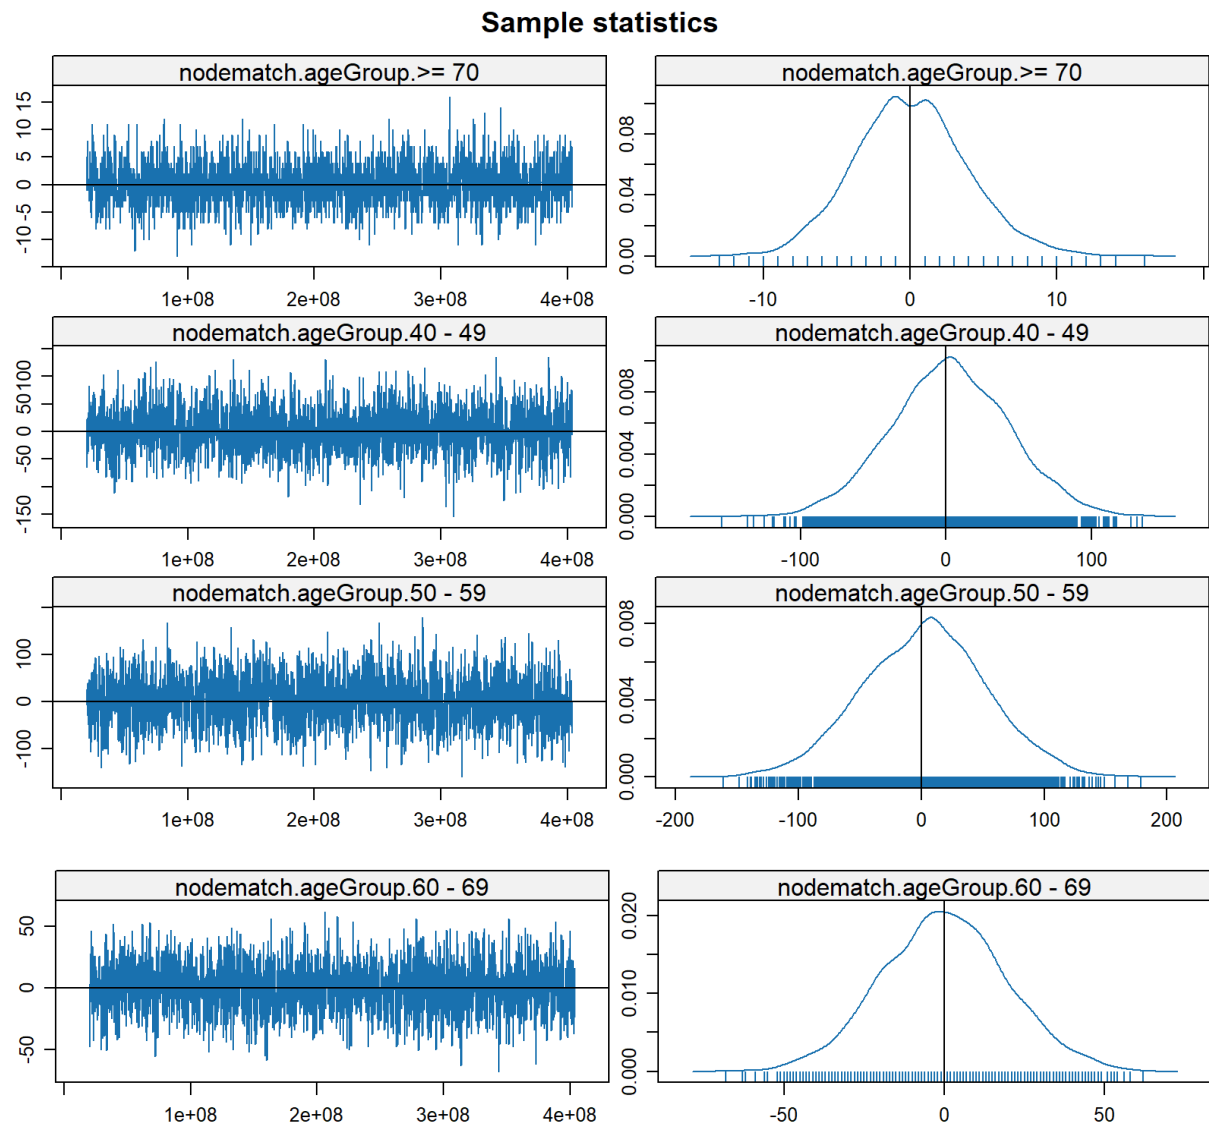 Sample statistics
nodematch.ageGroup.>= 70
nodematch.ageGroup.>= 70
15
10
5
0
-5
-10
1e+08 2e+08 3e+08 4e+08
0.08
0.04
0.00
-10 0 10
nodematch.ageGroup.40 - 49
nodematch.ageGroup.40 - 49
100
50
0
-50
-150
1e+08 2e+08 3e+08 4e+08
0.008
0.004
0.000
-100 0 100
nodematch.ageGroup.50 - 59
nodematch.ageGroup.50 - 59
100
0
-100
1e+08 2e+08 3e+08 4e+08
0.008
0.004
0.000
-200 -100 0 100 200
nodematch.ageGroup.60 - 69
nodematch.ageGroup.60 - 69
50
0
-50
1e+08 2e+08 3e+08 4e+08
0.020
0.010
0.000
-50 0 50